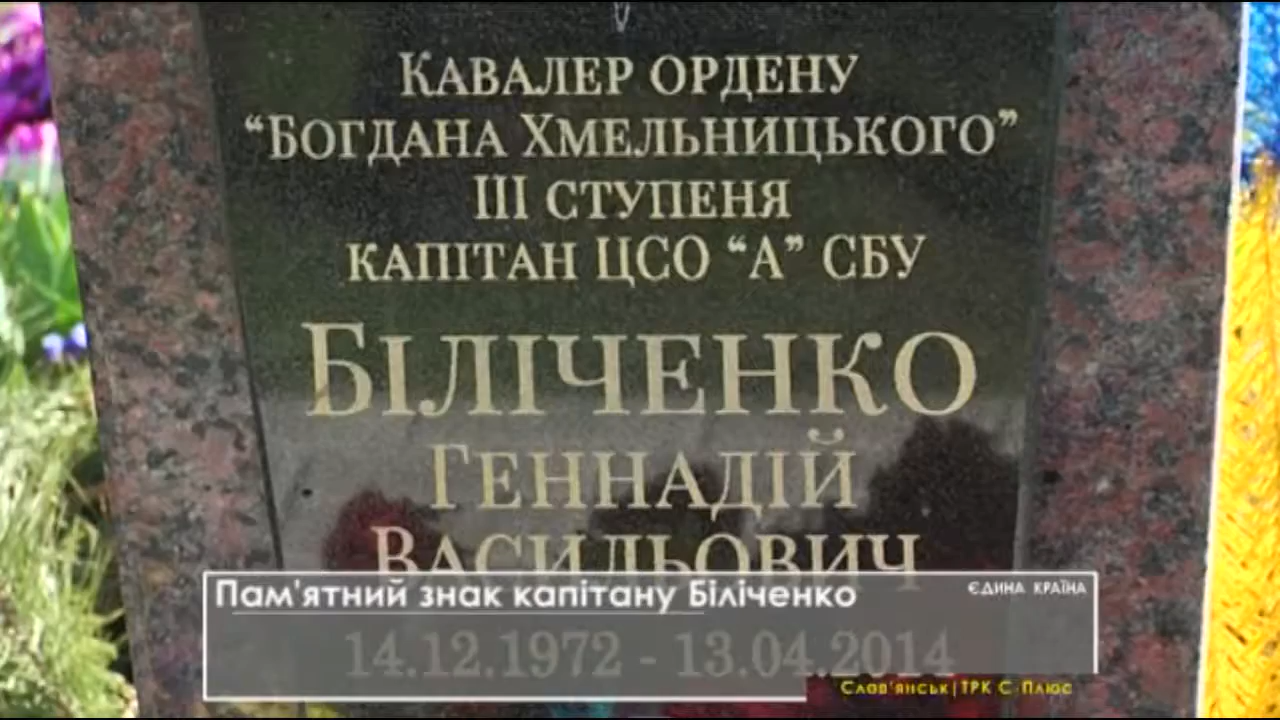 КАВАЛЕР ОРДЕНУ
“БОГДАНА ХМЕЛЬНИЦЬКОГО”
III СТУПЕНЯ
КАПІТАН ЦСО “А” СБУ
БІЛІЧЕНКО
ГЕННАДІЙ
ВАСИЛЬОВИЧ
Пам'ятний знак капітану Біліченко
ЄДИНА КРАЇНА
14.12.1972 - 13.04.2014
Слав'янськ|ТРК С-Плюс